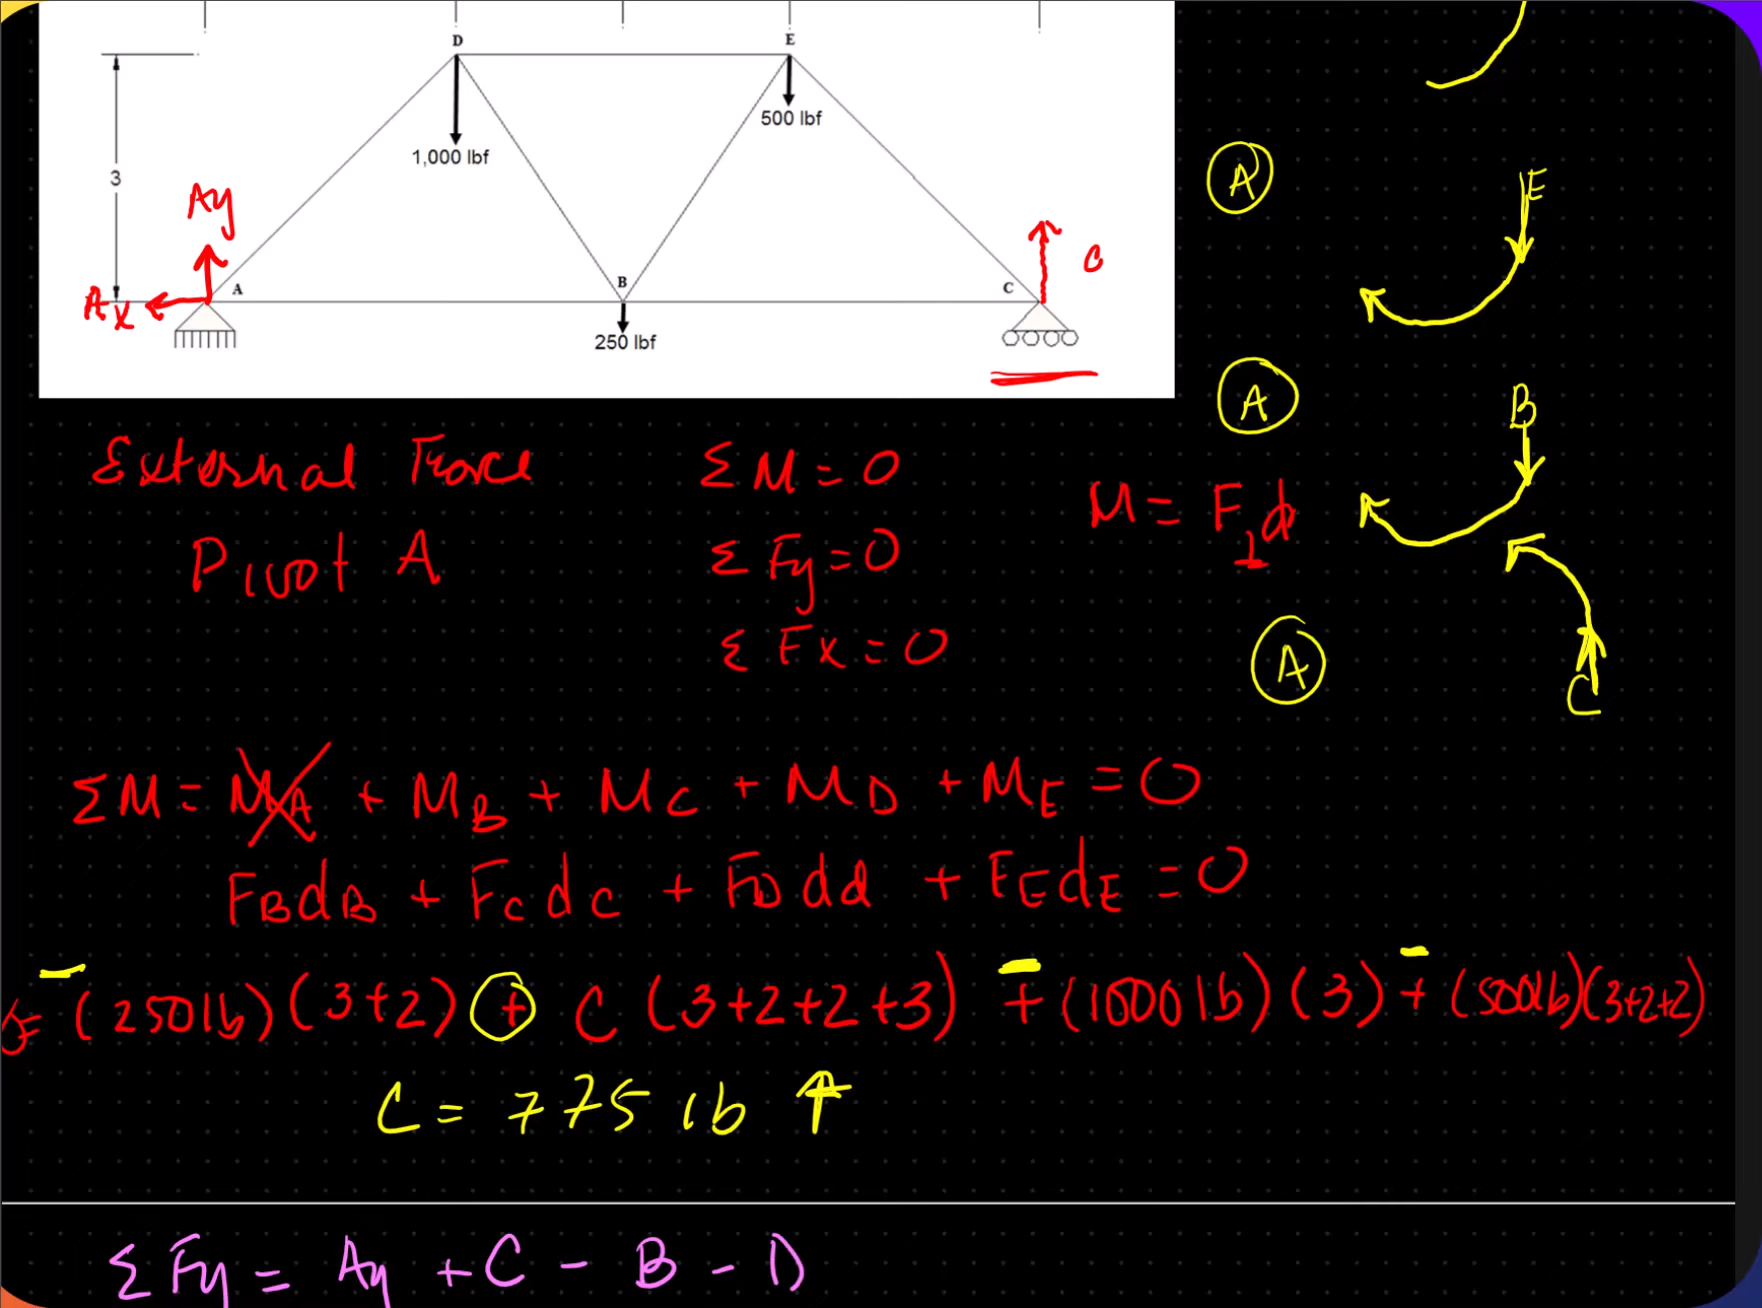 D E
500 lbf
1,000 lbf
3
Ay
A B C
Ax
C
250 lbf
A
E
A
B
External Force ΣM = 0
M = F⊥d
Pivot A ΣFy = 0
ΣFx = 0
A
C
ΣM = MA + MB + MC + MD + ME = 0
FBdB + FCdC + FDdd + FEdE = 0
- (250lb)(3+2) + C (3+2+2+3) - + (1000 lb)(3) - + (500lb)(3+2+2)
C = 775 lb ↑
ΣFy = Ay + C - B - D